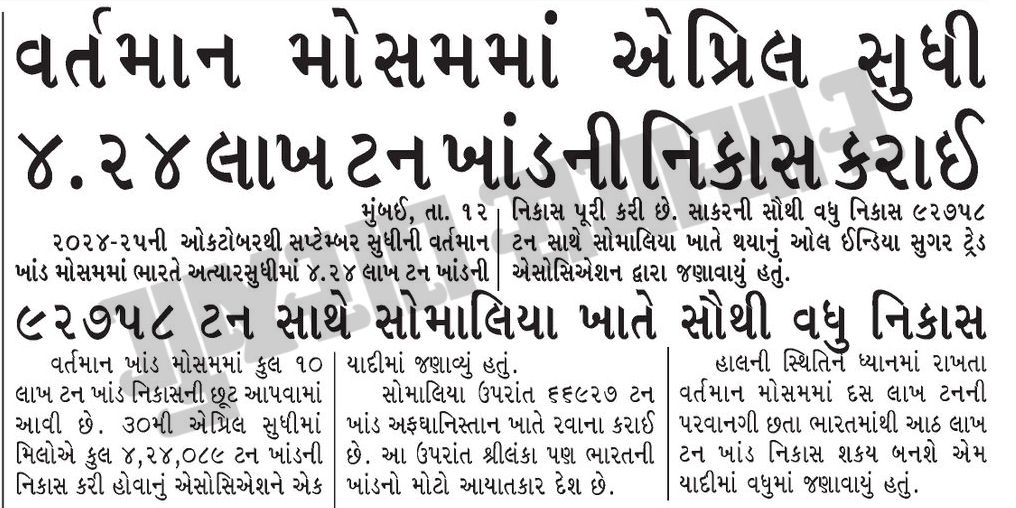 વર્તમાન મોસમમાં એપ્રિલ સુધી
૪.૨૪ લાખ ટન ખાંડની નિકાસ કરાઈ
મુંબઈ, તા. ૧૨
૨૦૨૪-૨૫ની ઓકટોબરથી સપ્ટેમ્બર સુધીની વર્તમાન
ખાંડ મોસમમાં ભારતે અત્યારસુધીમાં ૪.૨૪ લાખ ટન ખાંડની
નિકાસ પૂરી કરી છે. સાકરની સૌથી વધુ નિકાસ ૯૨૭૫૮
ટન સાથે સોમાલિયા ખાતે થયાનું ઓલ ઈન્ડિયા સુગર ટ્રેડ
એસોસિએશન દ્વારા જણાવાયું હતું.
૯૨૭૫૮ ટન સાથે સોમાલિયા ખાતે સૌથી વધુ નિકાસ
વર્તમાન ખાંડ મોસમમાં કુલ ૧૦
લાખ ટન ખાંડ નિકાસની છૂટ આપવામાં
આવી છે. ૩૦મી એપ્રિલ સુધીમાં
મિલોએ કુલ ૪,૨૪,૦૮૯ ટન ખાંડની
નિકાસ કરી હોવાનું એસોસિએશને એક
યાદીમાં જણાવ્યું હતું.
સોમાલિયા ઉપરાંત ૬૬૯૨૭ ટન
ખાંડ અફઘાનિસ્તાન ખાતે રવાના કરાઈ
છે. આ ઉપરાંત શ્રીલંકા પણ ભારતની
ખાંડનો મોટો આયાતકાર દેશ છે.
હાલની સ્થિતિને ધ્યાનમાં રાખતા
વર્તમાન મોસમમાં દસ લાખ ટનની
પરવાનગી છતા ભારતમાંથી આઠ લાખ
ટન ખાંડ નિકાસ શકય બનશે એમ
યાદીમાં વધુમાં જણાવાયું હતું.
ગુજરાત સમાચાર